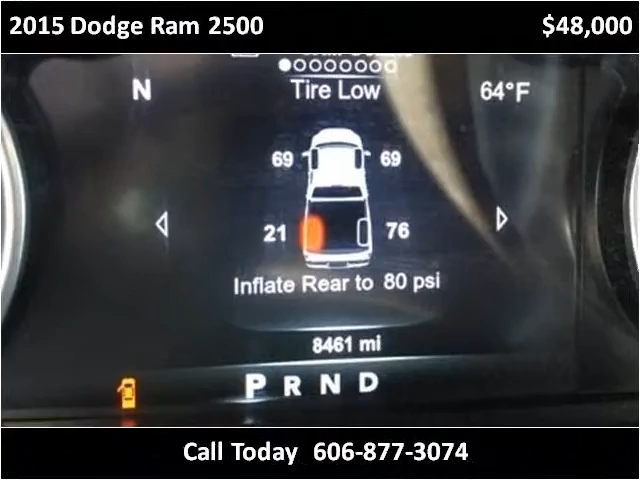 2015 Dodge Ram 2500 $48,000
N Tire Low 64°F
69 69
21 76
Inflate Rear to 80 psi
8461 mi
P R N D
Call Today 606-877-3074